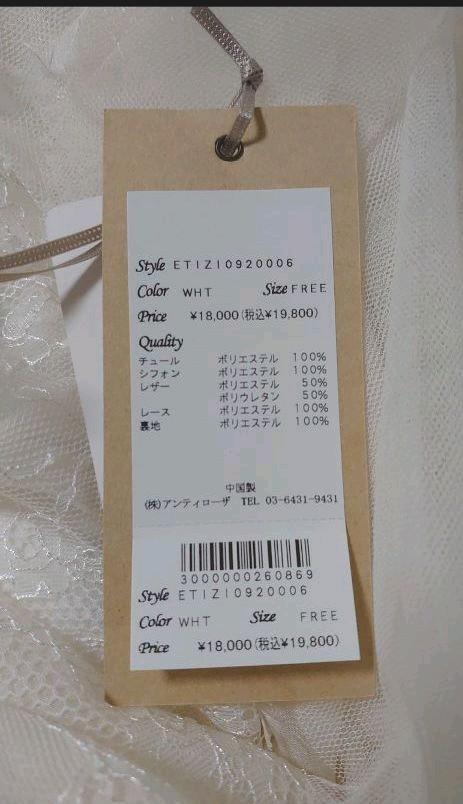 Style ETIZI0920006
Color WHT Size FREE
Price ¥18,000(税込¥19,800)
Quality
チュール ポリエステル 100%
シフォン ポリエステル 100%
レザー ポリエステル 50%
ポリウレタン 50%
レース ポリエステル 100%
裏地 ポリエステル 100%
中国製
(株)アンティローザ TEL 03-6431-9431
3000000260869
Style ETIZI0920006
Color WHT Size FREE
Price ¥18,000(税込¥19,800)